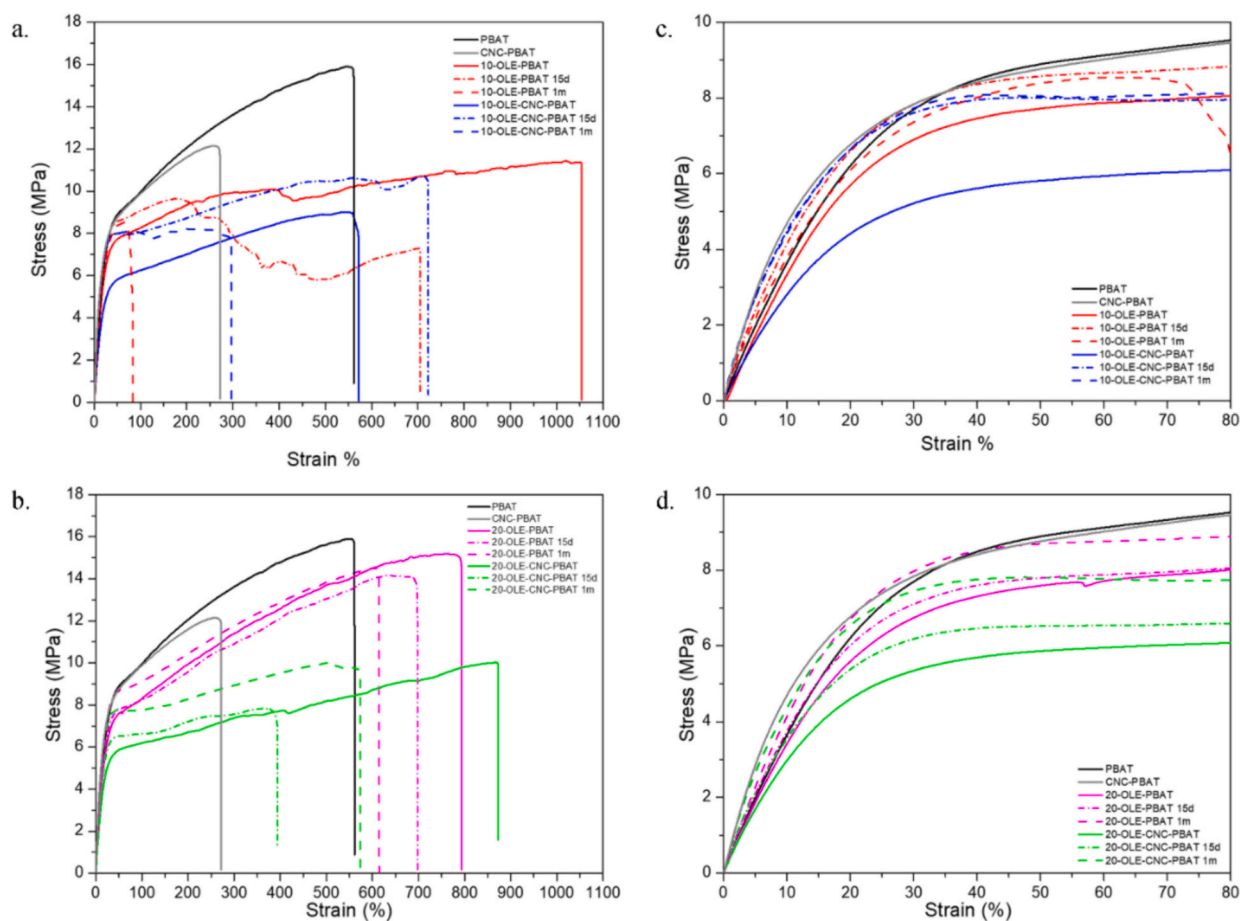 a.
18
16
14
12
10
8
6
4
2
0
Stress (MPa)
PBAT
CNC-PBAT
10-OLE-PBAT
10-OLE-PBAT 15d
10-OLE-PBAT 1m
10-OLE-CNC-PBAT
10-OLE-CNC-PBAT 15d
10-OLE-CNC-PBAT 1m
0 100 200 300 400 500 600 700 800 900 1000 1100
Strain %
c.
10
8
6
4
2
0
Stress (MPa)
PBAT
CNC-PBAT
10-OLE-PBAT
10-OLE-PBAT 15d
10-OLE-PBAT 1m
10-OLE-CNC-PBAT
10-OLE-CNC-PBAT 15d
10-OLE-CNC-PBAT 1m
0 10 20 30 40 50 60 70 80
Strain %
b.
18
16
14
12
10
8
6
4
2
0
Stress (MPa)
PBAT
CNC-PBAT
20-OLE-PBAT
20-OLE-PBAT 15d
20-OLE-PBAT 1m
20-OLE-CNC-PBAT
20-OLE-CNC-PBAT 15d
20-OLE-CNC-PBAT 1m
0 100 200 300 400 500 600 700 800 900 1000 1100
Strain (%)
d.
10
8
6
4
2
0
Stress (MPa)
PBAT
CNC-PBAT
20-OLE-PBAT
20-OLE-PBAT 15d
20-OLE-PBAT 1m
20-OLE-CNC-PBAT
20-OLE-CNC-PBAT 15d
20-OLE-CNC-PBAT 1m
0 10 20 30 40 50 60 70 80
Strain (%)